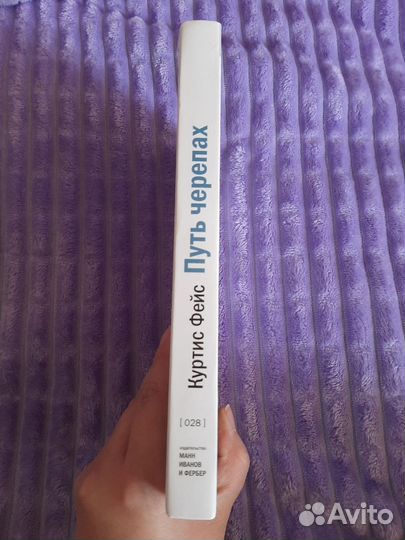 Куртис Фейс Путь черепах
[ 028 ]
издательство
МАНН
ИВАНОВ
И ФЕРБЕР
Avito